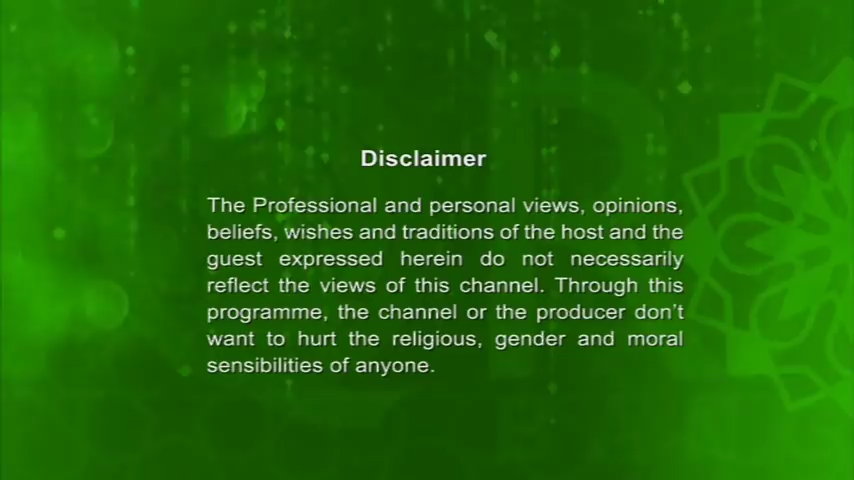 Disclaimer
The Professional and personal views, opinions,
beliefs, wishes and traditions of the host and the
guest expressed herein do not necessarily
reflect the views of this channel. Through this
programme, the channel or the producer don't
want to hurt the religious, gender and moral
sensibilities of anyone.